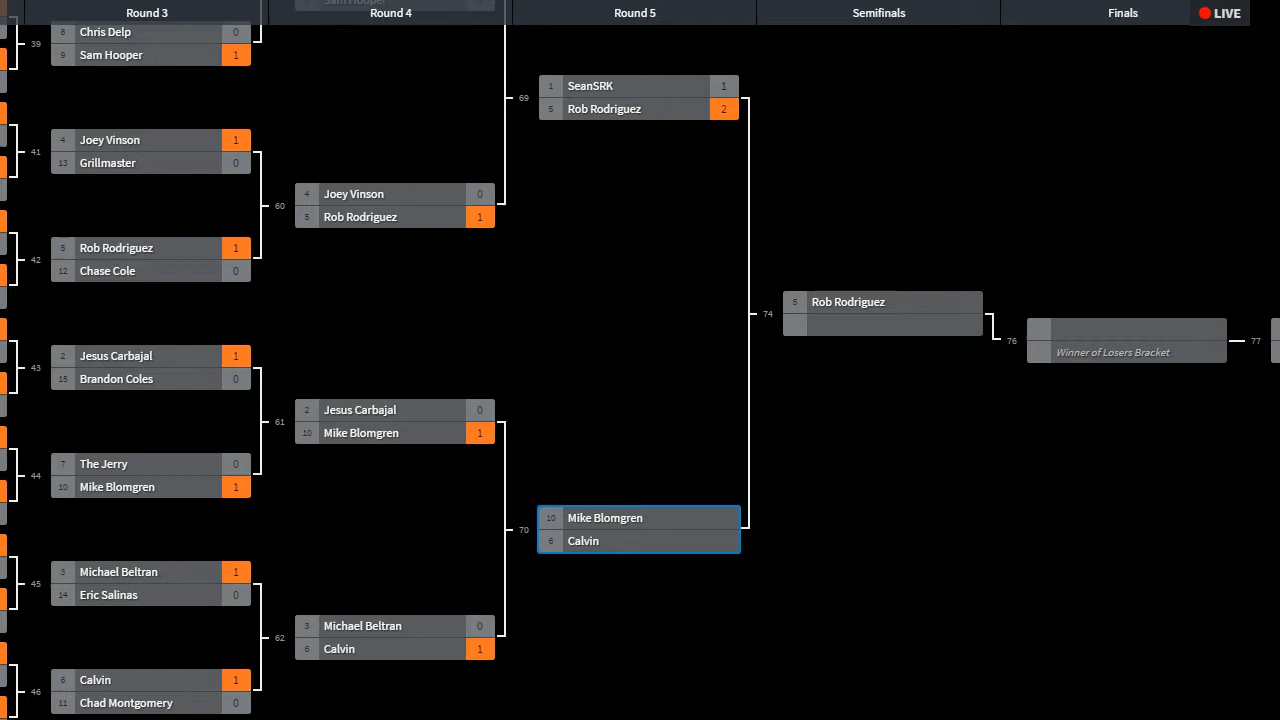 Round 3
Round 4
Round 5
Semifinals
Finals
LIVE
39
8 Chris Delp 0
9 Sam Hooper 1
41
4 Joey Vinson 1
13 Grillmaster 0
42
5 Rob Rodriguez 1
12 Chase Cole 0
43
2 Jesus Carbajal 1
15 Brandon Coles 0
44
7 The Jerry 0
10 Mike Blomgren 1
45
3 Michael Beltran 1
14 Eric Salinas 0
46
6 Calvin 1
11 Chad Montgomery 0
Sam Hooper
60
4 Joey Vinson 0
5 Rob Rodriguez 1
61
2 Jesus Carbajal 0
10 Mike Blomgren 1
62
3 Michael Beltran 0
6 Calvin 1
69
1 SeanSRK 1
5 Rob Rodriguez 2
70
10 Mike Blomgren
6 Calvin
74
5 Rob Rodriguez
76
Winner of Losers Bracket
77